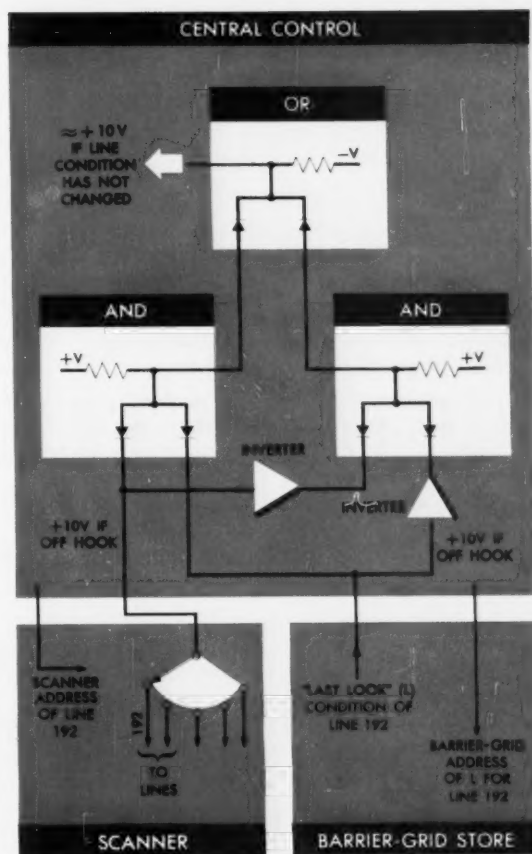 CENTRAL CONTROL
OR
≈ +10V
IF LINE
CONDITION
HAS NOT
CHANGED
−V
AND
AND
+V
+V
INVERTER
INVERTER
+10V IF
OFF HOOK
+10V IF
OFF HOOK
SCANNER
ADDRESS
OF LINE
192
192
TO
LINES
"LAST LOOK" (L)
CONDITION OF
LINE 192
BARRIER-GRID
ADDRESS
OF L FOR
LINE 192
SCANNER
BARRIER-GRID STORE